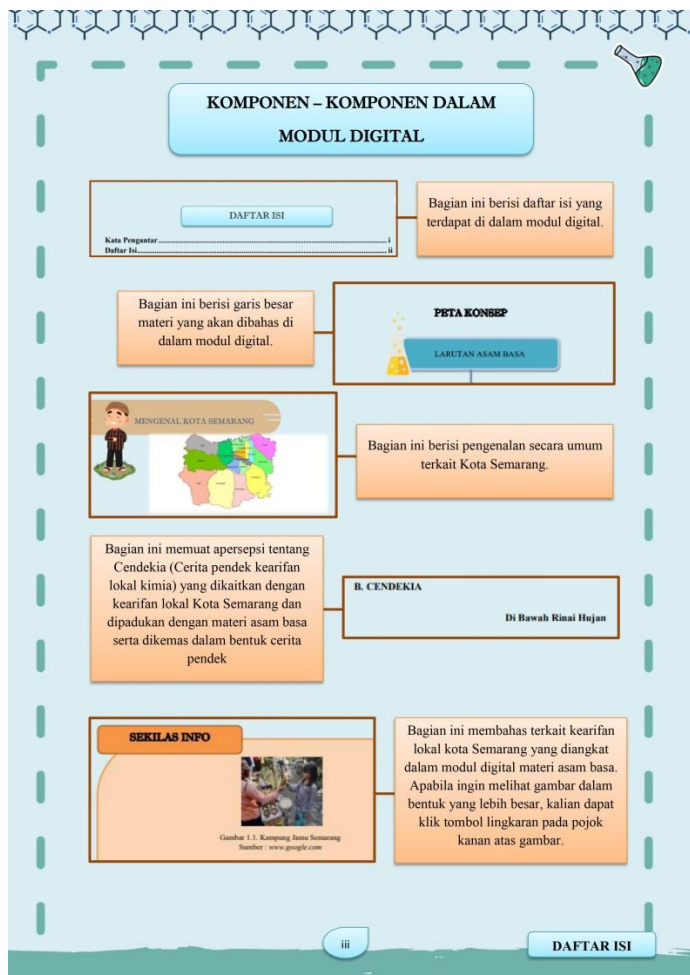 KOMPONEN – KOMPONEN DALAM
MODUL DIGITAL
DAFTAR ISI
Kata Pengantar ........................................ i
Daftar Isi ........................................ ii
Bagian ini berisi daftar isi yang
terdapat di dalam modul digital.
Bagian ini berisi garis besar
materi yang akan dibahas di
dalam modul digital.
PETA KONSEP
LARUTAN ASAM BASA
MENGENAL KOTA SEMARANG
Bagian ini berisi pengenalan secara umum
terkait Kota Semarang.
Bagian ini memuat apersepsi tentang
Cendekia (Cerita pendek kearifan
lokal kimia) yang dikaitkan dengan
kearifan lokal Kota Semarang dan
dipadukan dengan materi asam basa
serta dikemas dalam bentuk cerita
pendek
B. CENDEKIA
Di Bawah Rinai Hujan
SEKILAS INFO
Gambar 1.1. Kampung Jamu Semarang
Sumber : www.google.com
Bagian ini membahas terkait kearifan
lokal kota Semarang yang diangkat
dalam modul digital materi asam basa.
Apabila ingin melihat gambar dalam
bentuk yang lebih besar, kalian dapat
klik tombol lingkaran pada pojok
kanan atas gambar.
iii
DAFTAR ISI